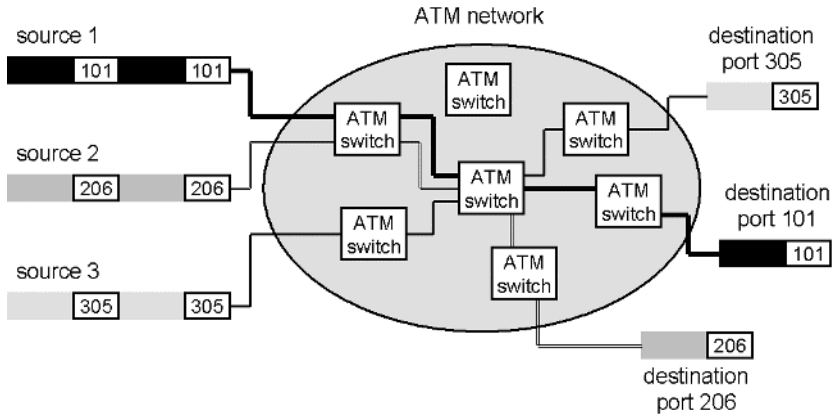 ATM network
source 1
101
101
destination
port 305
305
ATM
switch
ATM
switch
ATM
switch
source 2
206
206
ATM
switch
ATM
switch
destination
port 101
101
ATM
switch
source 3
305
305
ATM
switch
206
destination
port 206